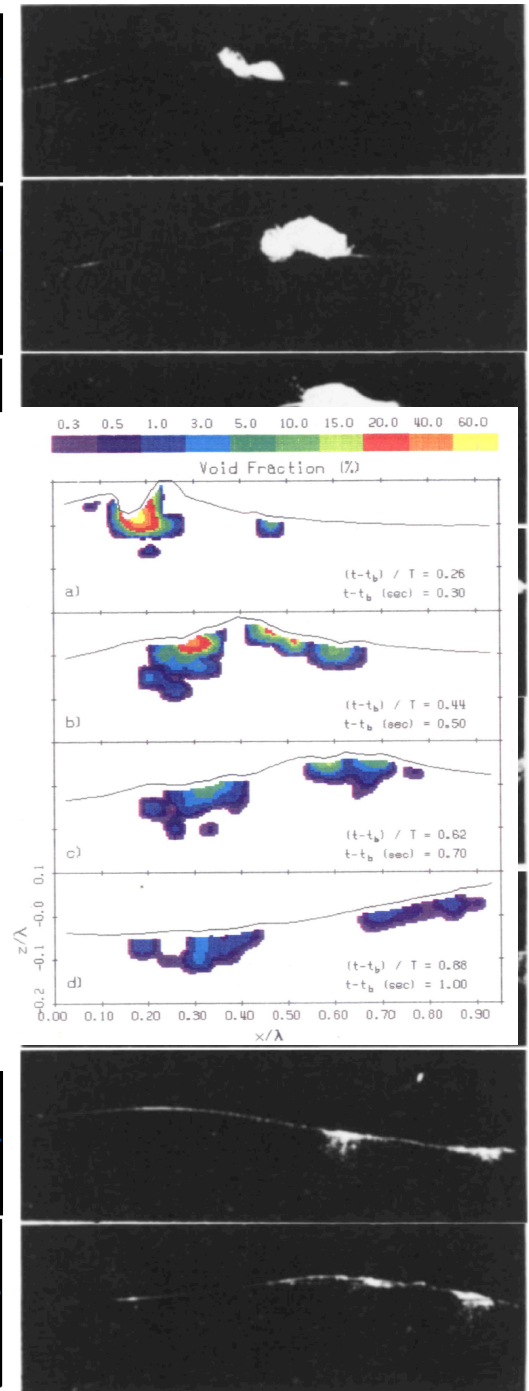 0.3 0.5 1.0 3.0 5.0 10.0 15.0 20.0 40.0 60.0
Void Fraction (%)
a)
(t-t_b) / T = 0.26
t-t_b (sec) = 0.30
b)
(t-t_b) / T = 0.44
t-t_b (sec) = 0.50
c)
(t-t_b) / T = 0.62
t-t_b (sec) = 0.70
0.1
-0.0
-0.1
-0.2
z/λ
d)
(t-t_b) / T = 0.88
t-t_b (sec) = 1.00
0.00 0.10 0.20 0.30 0.40 0.50 0.60 0.70 0.80 0.90
x/λ